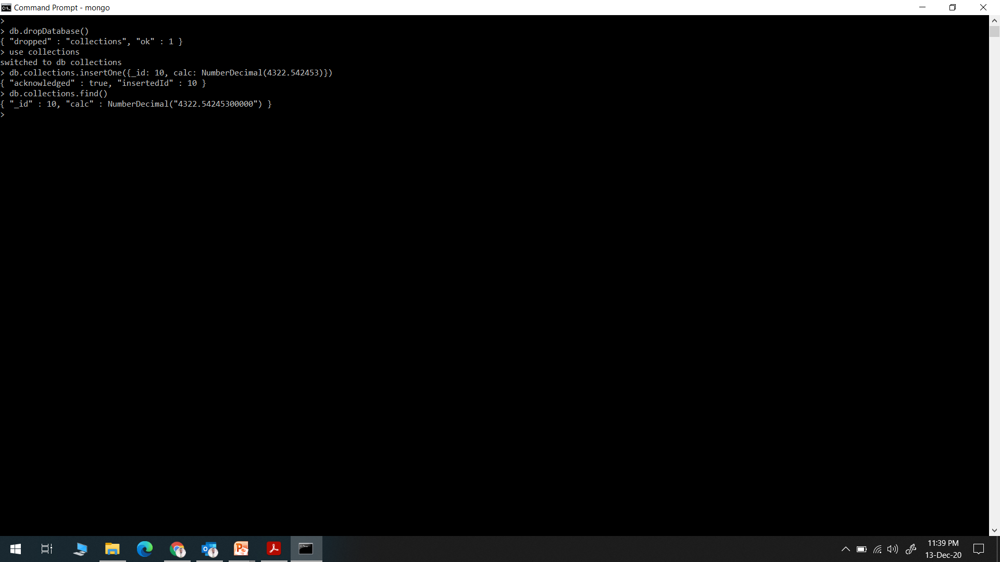 Command Prompt - mongo
>
> db.dropDatabase()
{ "dropped" : "collections", "ok" : 1 }
> use collections
switched to db collections
> db.collections.insertOne({_id: 10, calc: NumberDecimal(4322.542453)})
{ "acknowledged" : true, "insertedId" : 10 }
> db.collections.find()
{ "_id" : 10, "calc" : NumberDecimal("4322.54245300000") }
>
11:39 PM
13-Dec-20